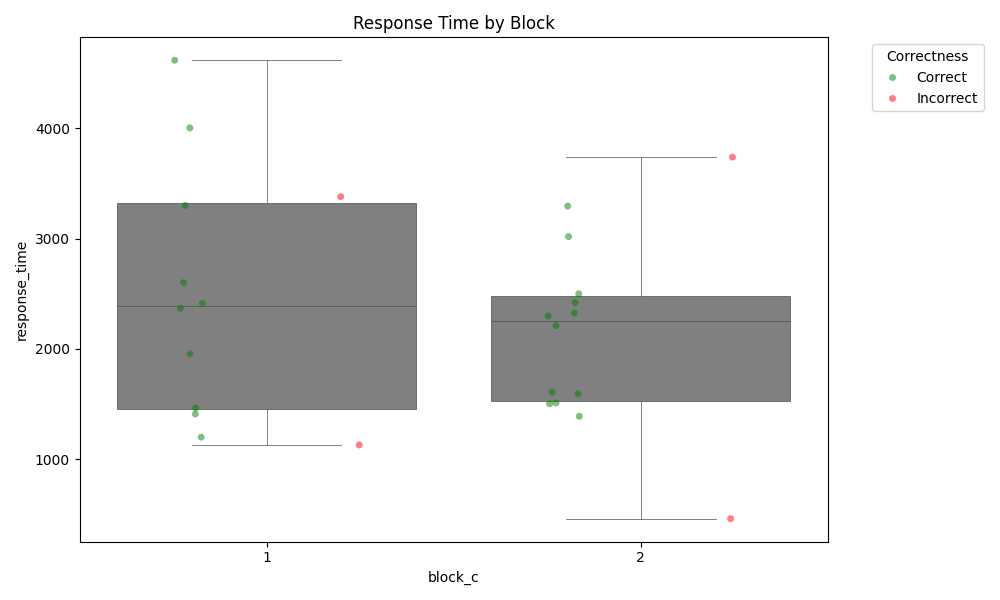 Response Time by Block
Correctness
Correct
Incorrect
response_time
4000
3000
2000
1000
1
2
block_c